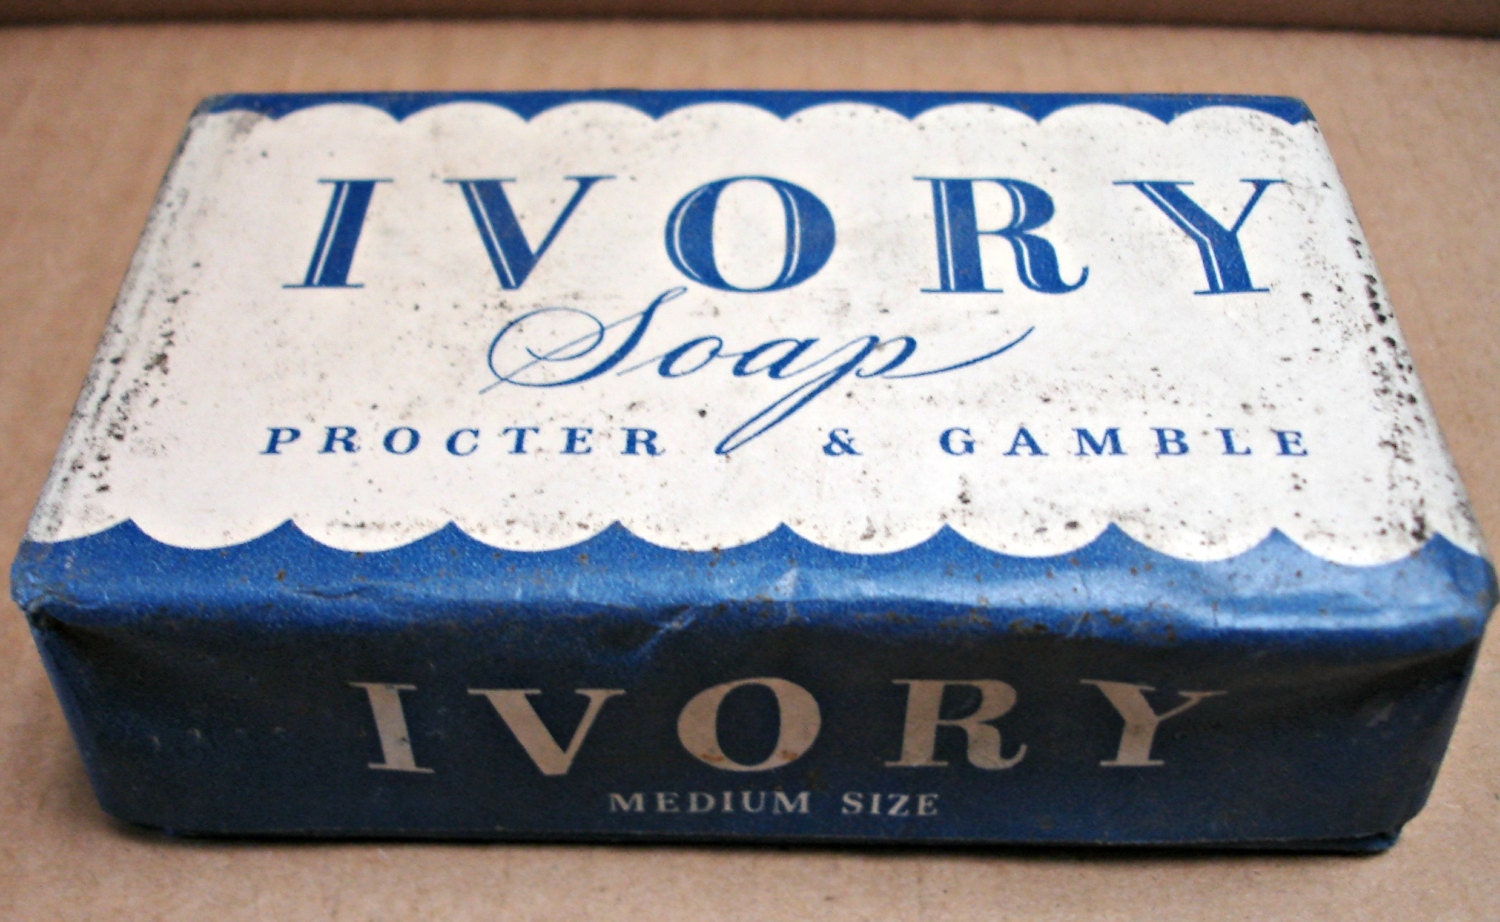 IVORY
Soap
PROCTER & GAMBLE
IVORY
MEDIUM SIZE